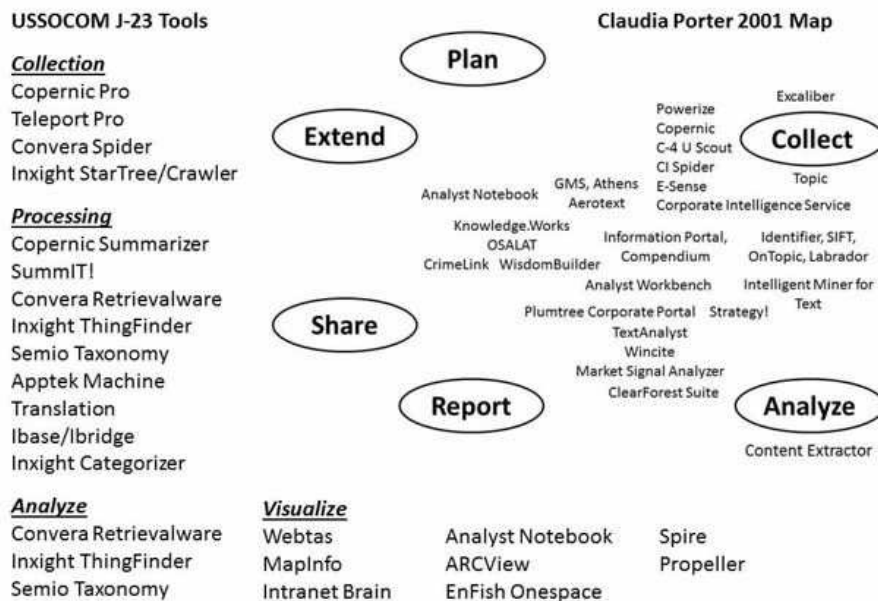 USSOCOM J-23 Tools
Claudia Porter 2001 Map
Collection
Copernic Pro
Teleport Pro
Convera Spider
Inxight StarTree/Crawler
Processing
Copernic Summarizer
SummIT!
Convera Retrievalware
Inxight ThingFinder
Semio Taxonomy
Apptek Machine
Translation
Ibase/Ibridge
Inxight Categorizer
Analyze
Convera Retrievalware
Inxight ThingFinder
Semio Taxonomy
Visualize
Webtas
MapInfo
Intranet Brain
Analyst Notebook
ARCView
EnFish Onespace
Spire
Propeller
Plan
Extend
Share
Report
Collect
Analyze
Excaliber
Powerize
Copernic
C-4 U Scout
CI Spider
E-Sense
Corporate Intelligence Service
Topic
Analyst Notebook
GMS, Athens
Aerotext
Knowledge.Works
OSALAT
CrimeLink WisdomBuilder
Information Portal,
Compendium
Identifier, SIFT,
OnTopic, Labrador
Analyst Workbench
Intelligent Miner for
Text
Plumtree Corporate Portal Strategy!
TextAnalyst
Wincite
Market Signal Analyzer
ClearForest Suite
Content Extractor